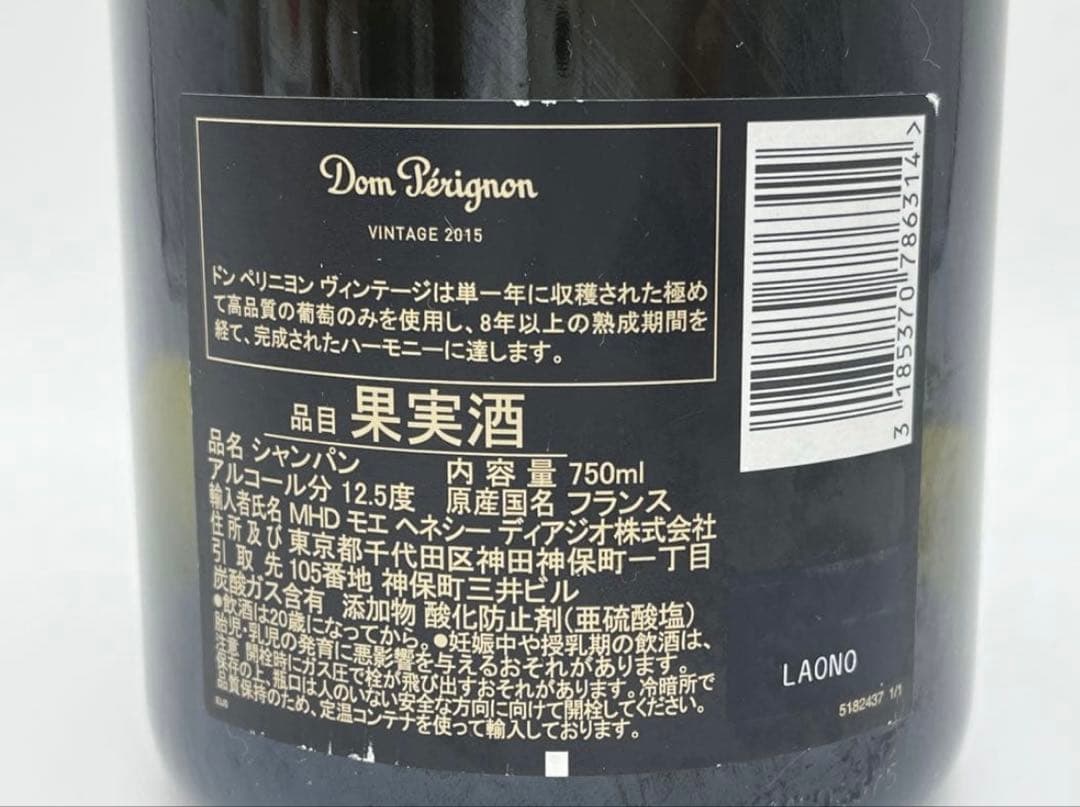 Dom Pérignon
VINTAGE 2015
ドン ペリニヨン ヴィンテージは単一年に収穫された極め
て高品質の葡萄のみを使用し、8年以上の熟成期間を
経て、完成されたハーモニーに達します。
品目 果実酒
品名 シャンパン 内容量 750ml
アルコール分 12.5度 原産国名 フランス
輸入者氏名 MHD モエ ヘネシー ディアジオ株式会社
住所及び 東京都千代田区神田神保町一丁目
引取先 105番地 神保町三井ビル
炭酸ガス含有 添加物 酸化防止剤(亜硫酸塩)
●飲酒は20歳になってから。●妊娠中や授乳期の飲酒は、
胎児・乳児の発育に悪影響を与えるおそれがあります。
注意 開栓時にガス圧で栓が飛び出すおそれがあります。冷暗所で
保存の上、瓶口は人のいない安全な方向に向けて開栓してください。
品質保持のため、定温コンテナを使って輸入しております。
3 185370 786314 >
LAONO
5182437 1/1